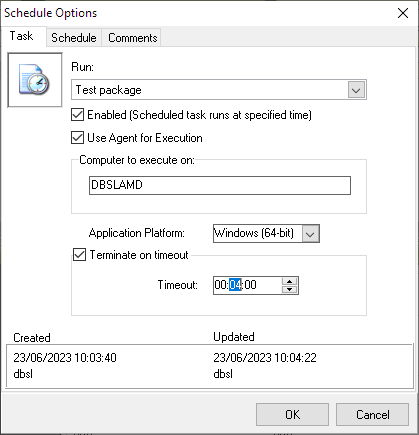 Schedule Options
Task Schedule Comments
Run:
Test package
Enabled (Scheduled task runs at specified time)
Use Agent for Execution
Computer to execute on:
DBSLAMD
Application Platform: Windows (64-bit)
Terminate on timeout
Timeout: 00:04:00
Created Updated
23/06/2023 10:03:40 23/06/2023 10:04:22
dbsl dbsl
OK Cancel